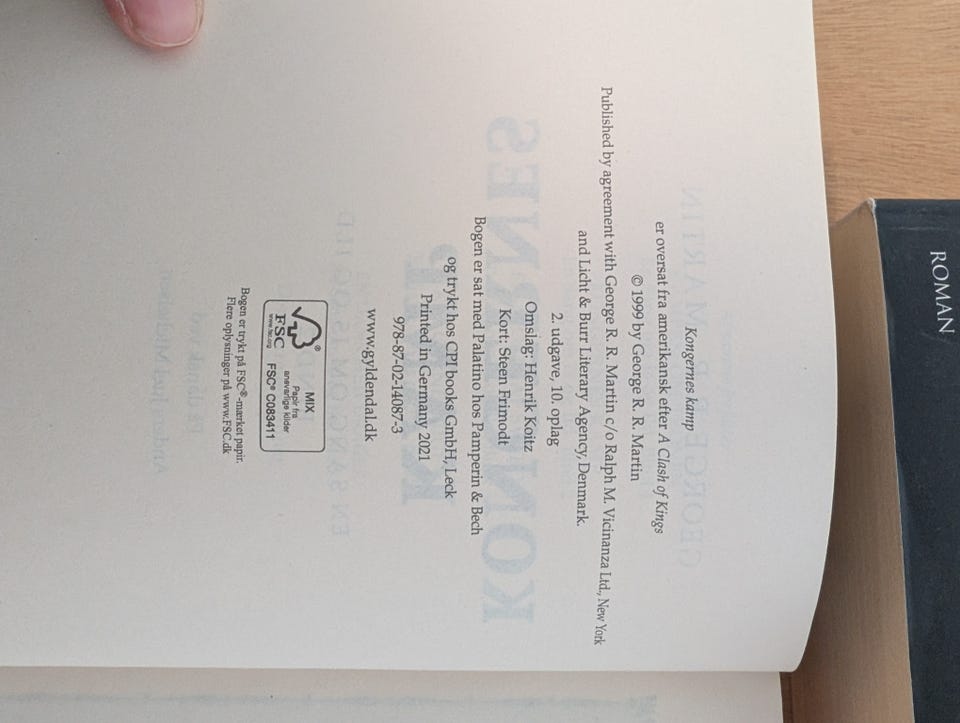 Kongernes kamp
er oversat fra amerikansk efter A Clash of Kings
© 1999 by George R. R. Martin
Published by agreement with George R. R. Martin c/o Ralph M. Vicinanza Ltd., New York
and Licht & Burr Literary Agency, Denmark.
2. udgave, 10. oplag
Omslag: Henrik Koitz
Kort: Steen Frimodt
Bogen er sat med Palatino hos Pamperin & Bech
og trykt hos CPI books GmbH, Leck
Printed in Germany 2021
978-87-02-14087-3
www.gyldendal.dk
FSC®
www.fsc.org
MIX
Papir fra
ansvarlige kilder
FSC® C083411
Bogen er trykt på FSC®-mærket papir.
Flere oplysninger på www.FSC.dk
ROMAN